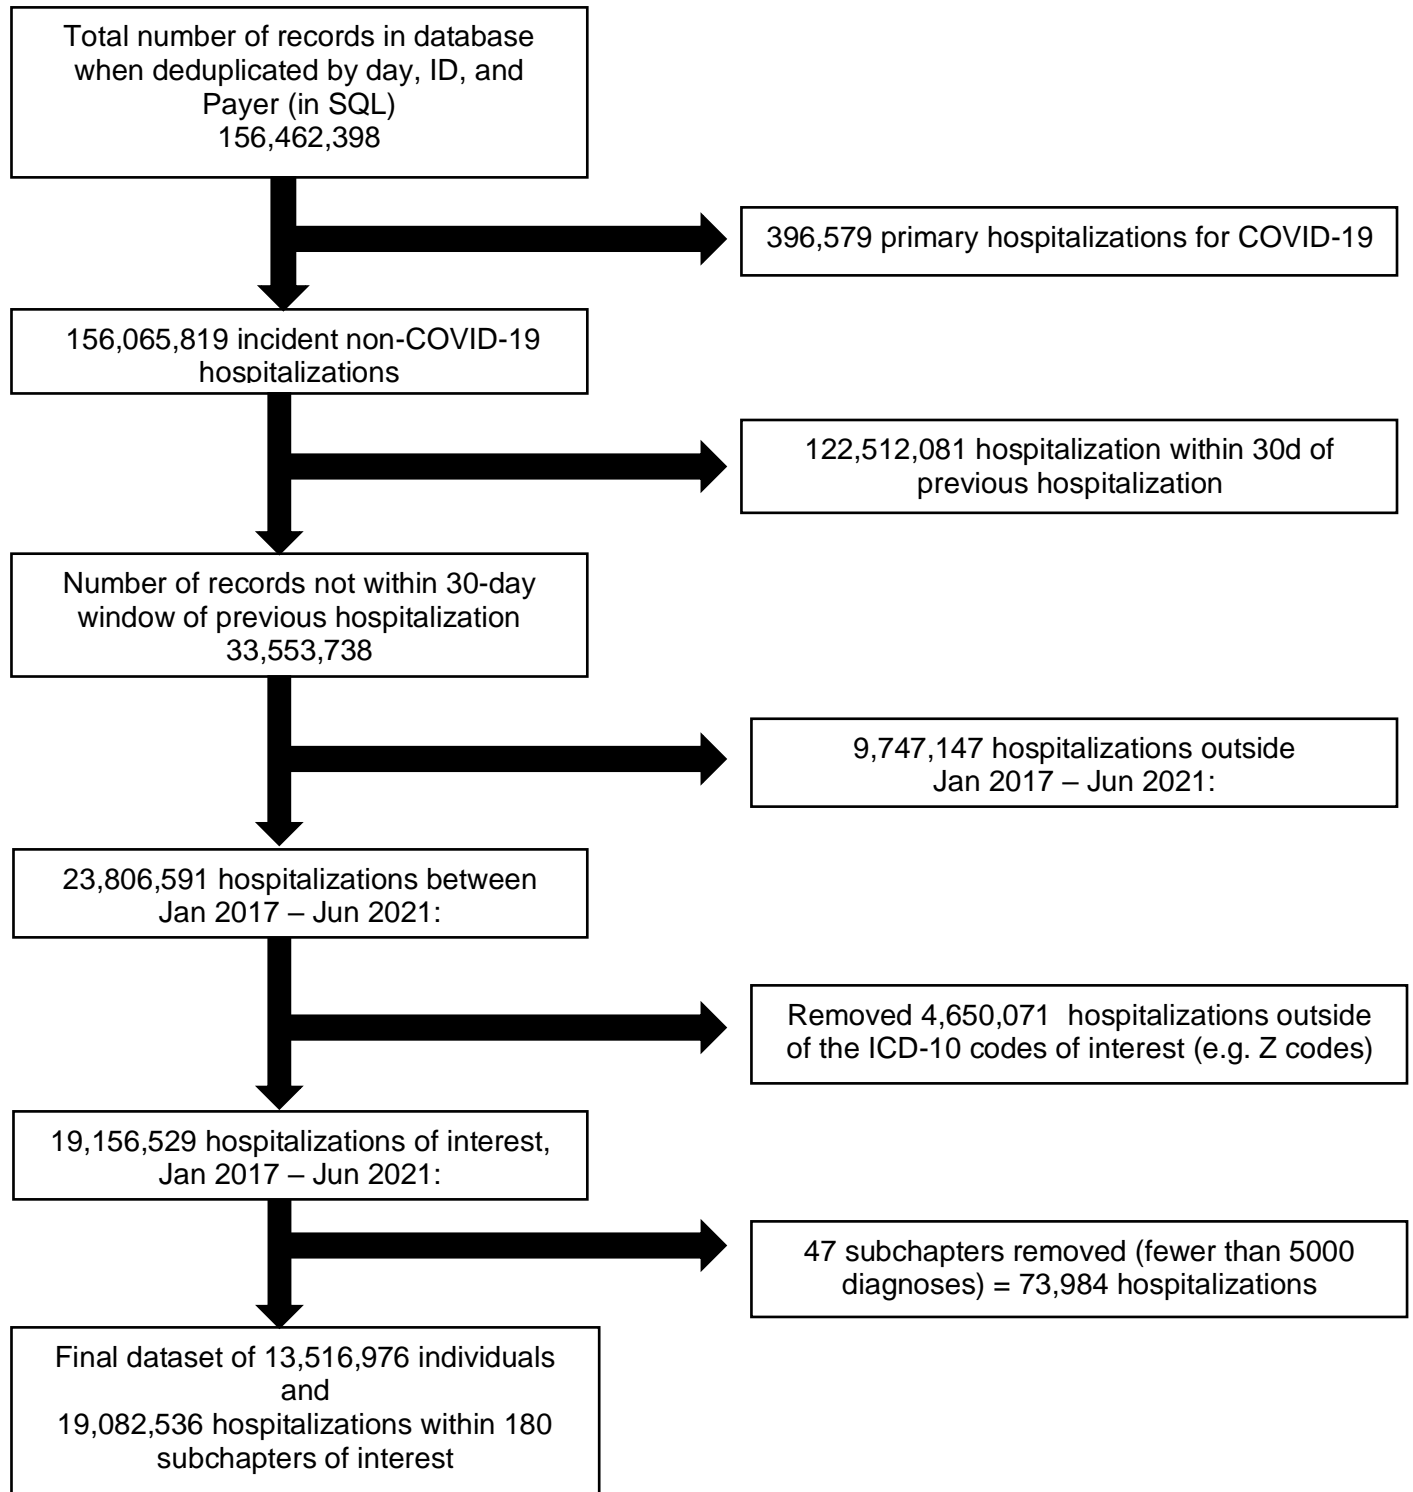 Total number of records in database
when deduplicated by day, ID, and
Payer (in SQL)
156,462,398
396,579 primary hospitalizations for COVID-19
156,065,819 incident non-COVID-19
hospitalizations
122,512,081 hospitalization within 30d of
previous hospitalization
Number of records not within 30-day
window of previous hospitalization
33,553,738
9,747,147 hospitalizations outside
Jan 2017 – Jun 2021:
23,806,591 hospitalizations between
Jan 2017 – Jun 2021:
Removed 4,650,071 hospitalizations outside
of the ICD-10 codes of interest (e.g. Z codes)
19,156,529 hospitalizations of interest,
Jan 2017 – Jun 2021:
47 subchapters removed (fewer than 5000
diagnoses) = 73,984 hospitalizations
Final dataset of 13,516,976 individuals
and
19,082,536 hospitalizations within 180
subchapters of interest